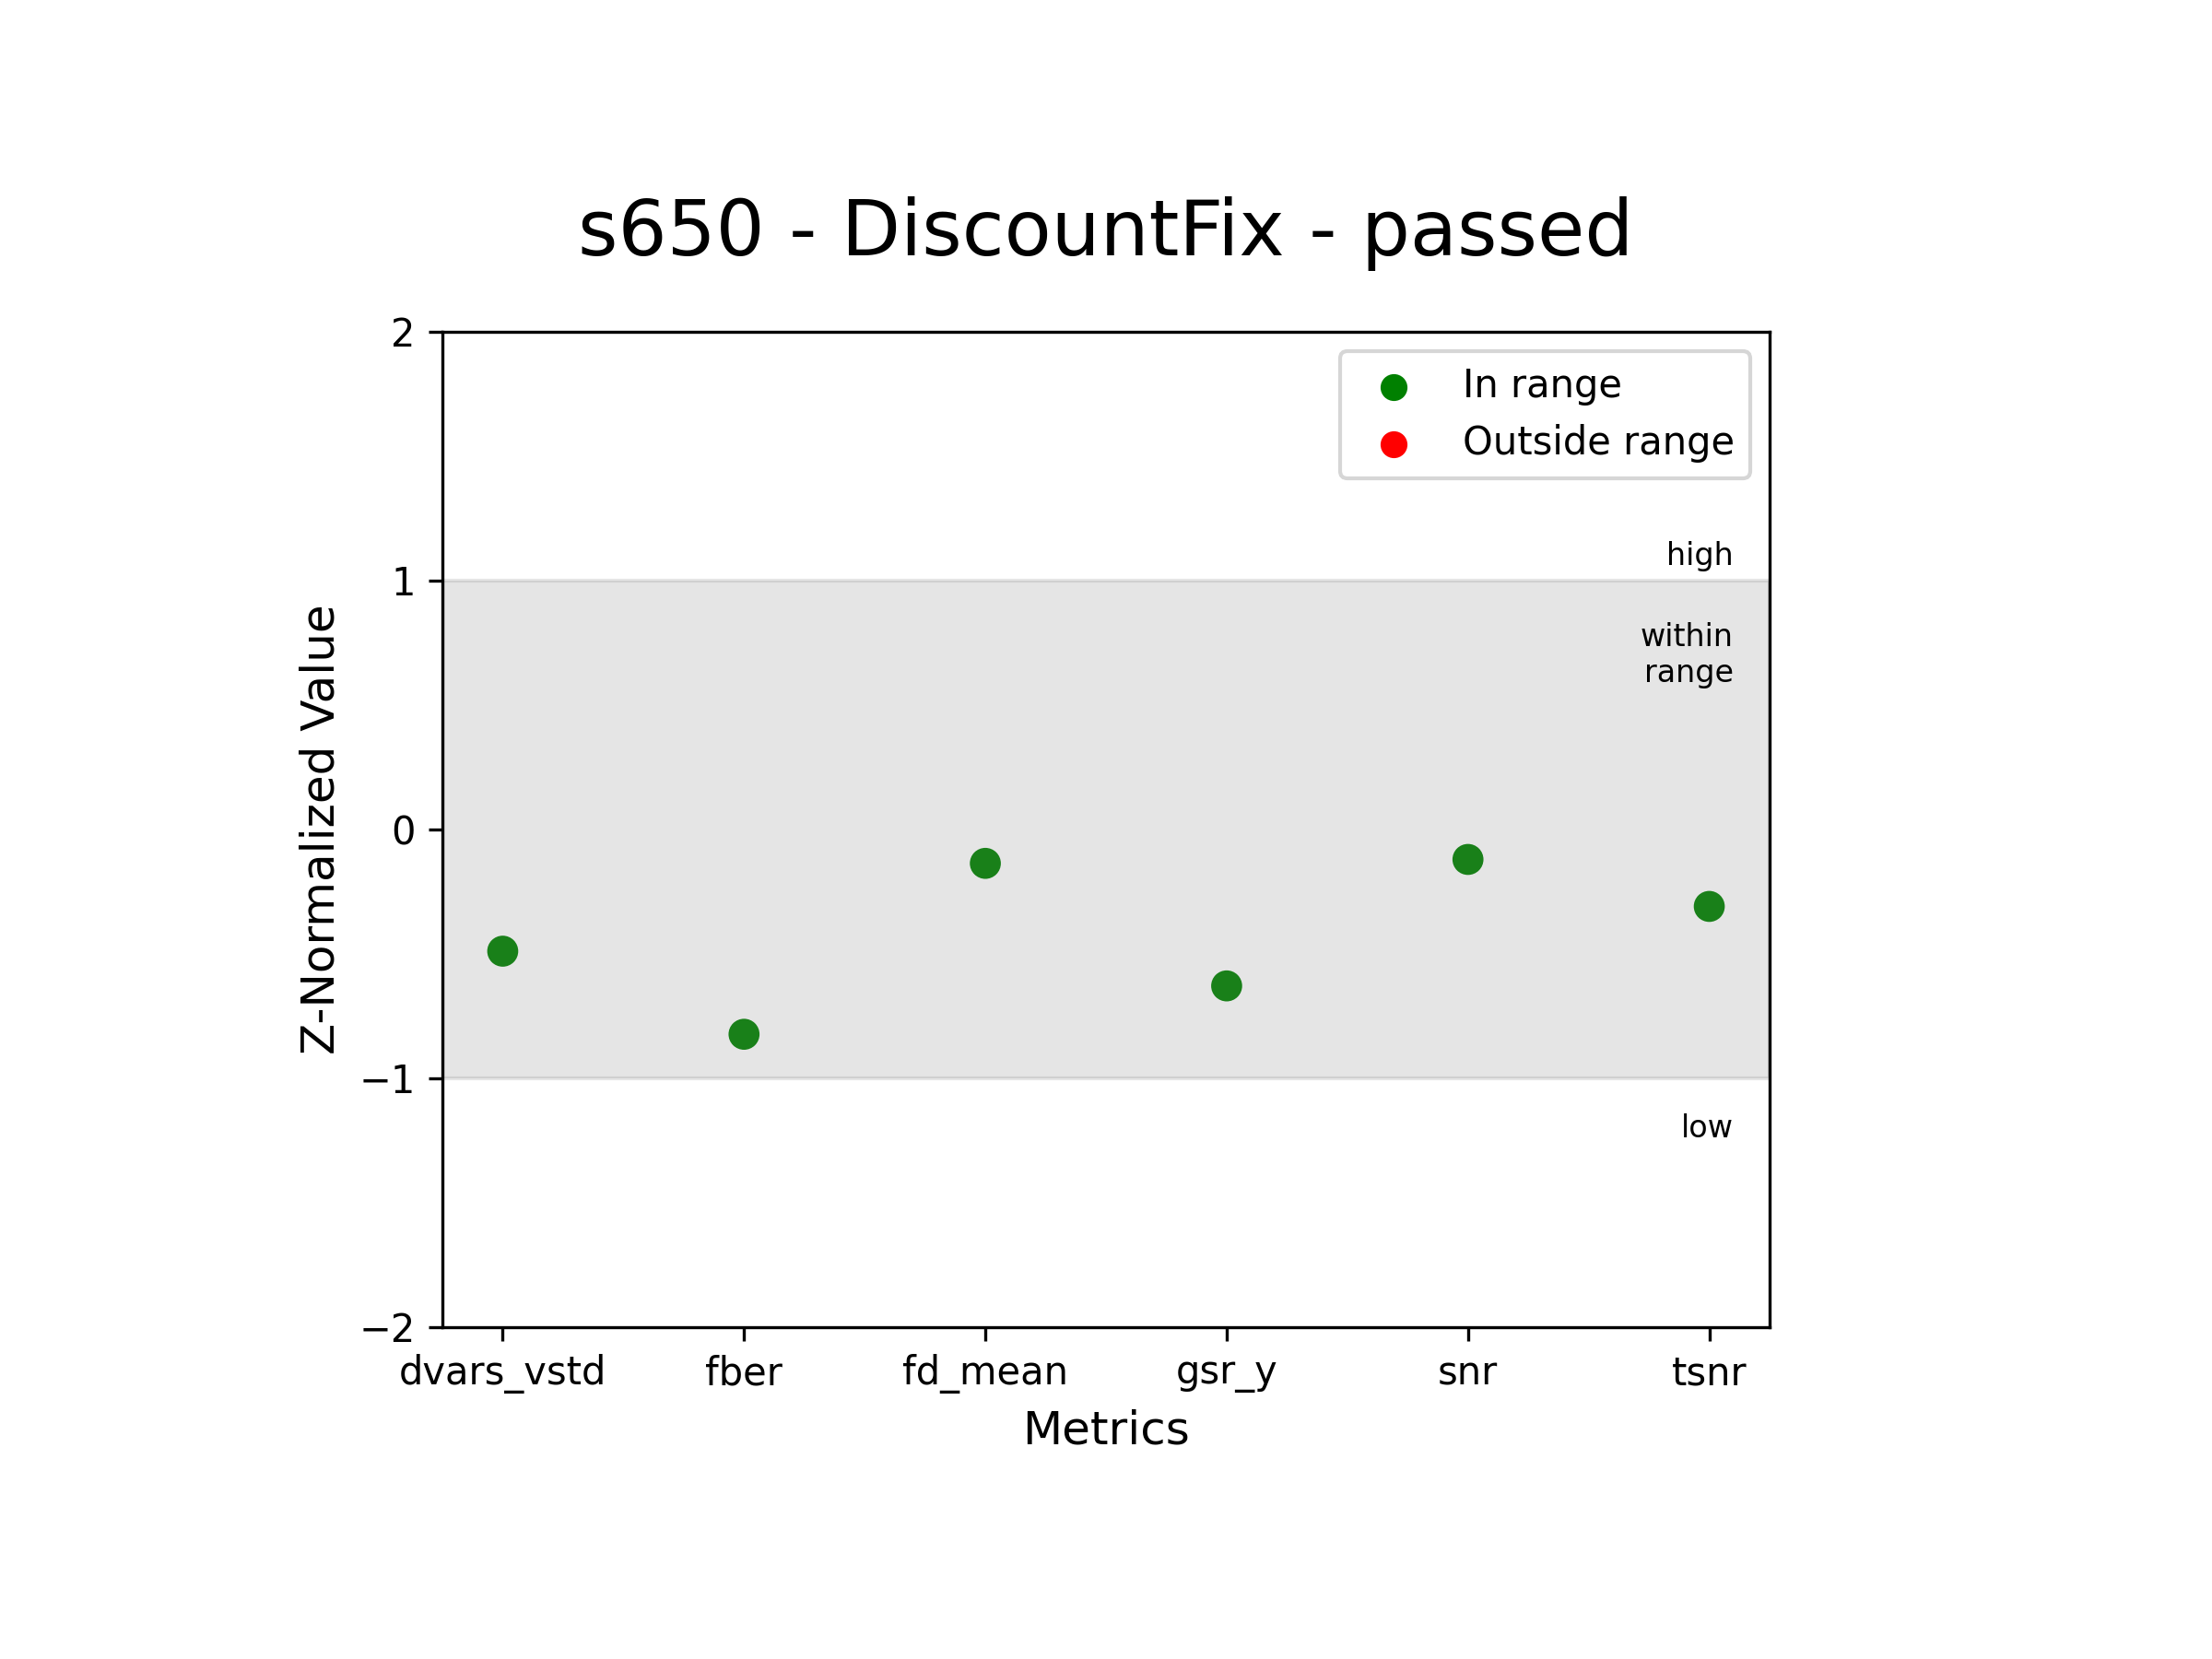 s650 - DiscountFix - passed
2
In range
Outside range
high
1
within
range
Z-Normalized Value
0
−1
low
−2
dvars_vstd fber fd_mean gsr_y snr tsnr
Metrics